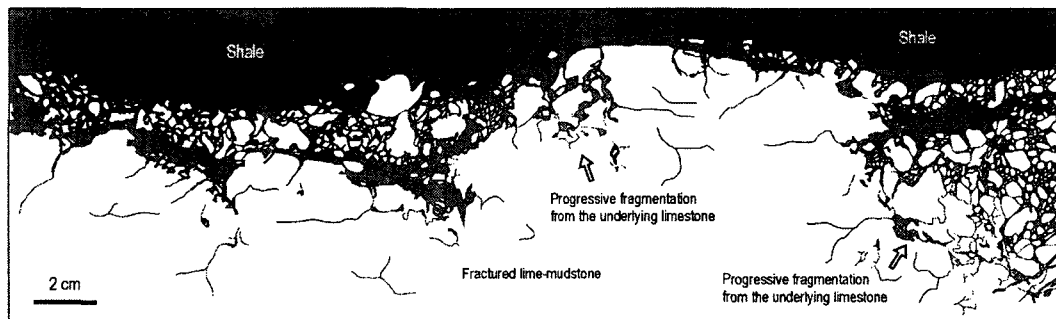 Shale
Shale
Progressive fragmentation
from the underlying limestone
Fractured lime-mudstone
Progressive fragmentation
from the underlying limestone
2 cm